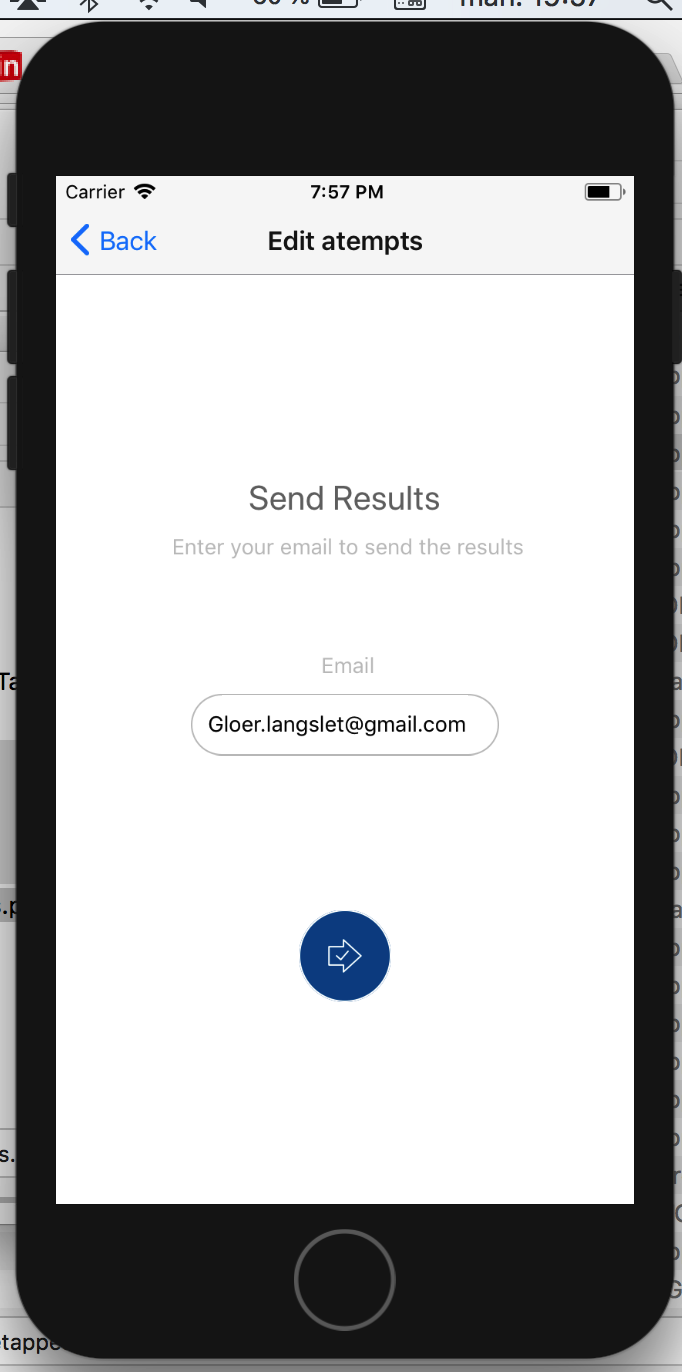 in
Carrier
7:57 PM
Back
Edit atempts
Send Results
Enter your email to send the results
Email
Gloer.langslet@gmail.com